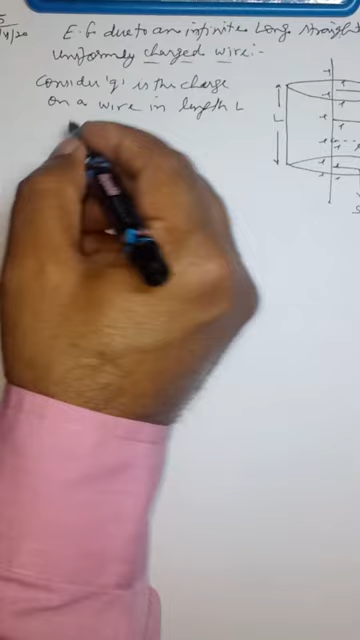 E.f due to an infinite Long straight
uniformly charged wire:-
Consider 'q' is the charge
on a wire in length L
L